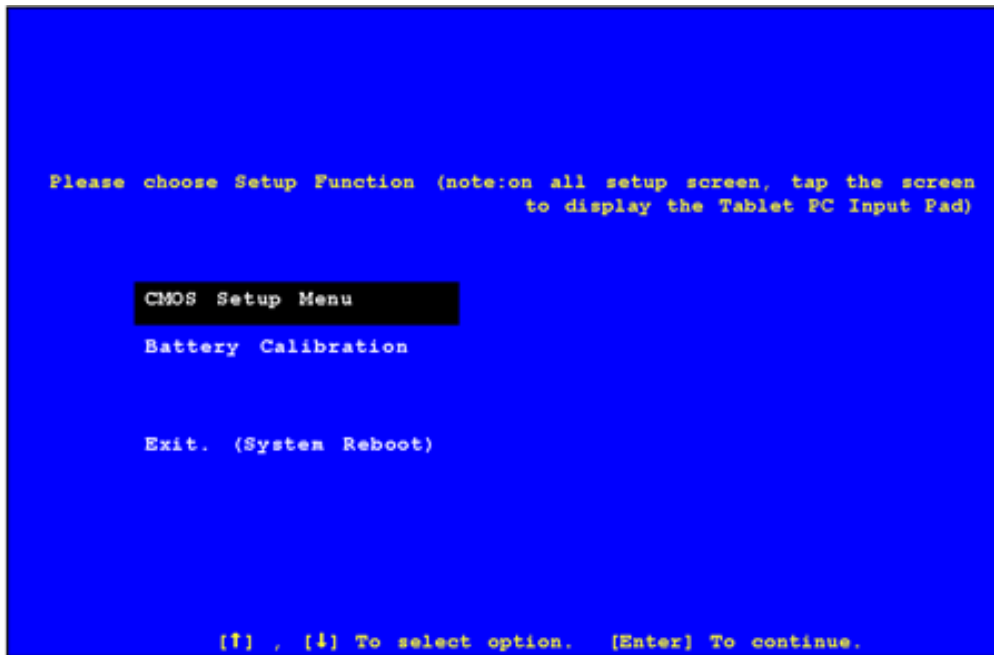 Please choose Setup Function (note:on all setup screen, tap the screen
to display the Tablet PC Input Pad)
CMOS Setup Menu
Battery Calibration
Exit. (System Reboot)
[↑] , [↓] To select option. [Enter] To continue.